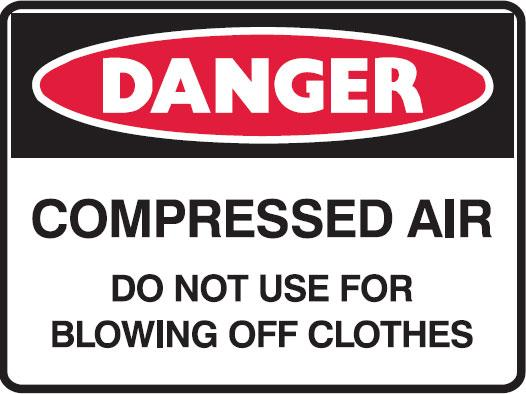 DANGER
COMPRESSED AIR
DO NOT USE FOR
BLOWING OFF CLOTHES